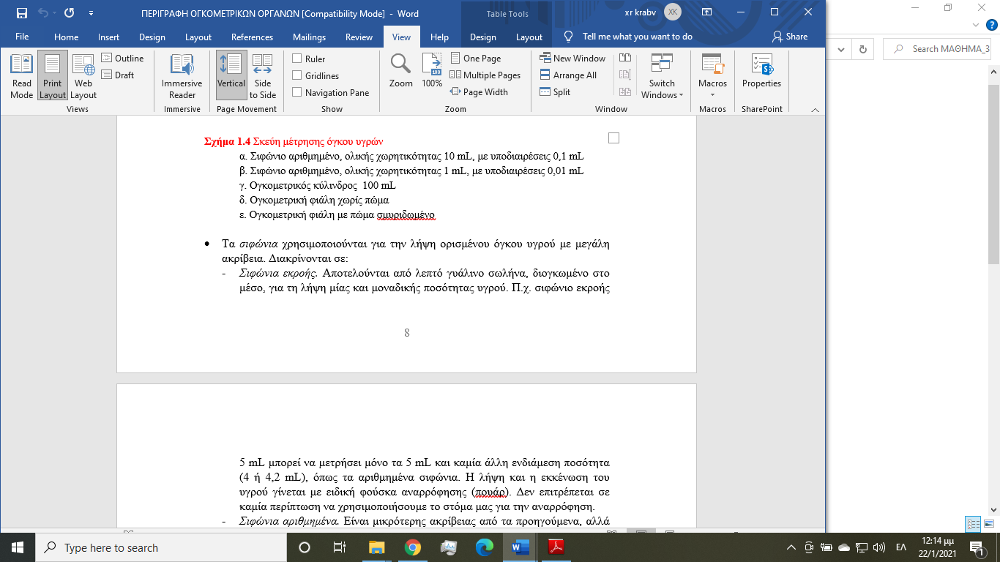 ΠΕΡΙΓΡΑΦΗ ΟΓΚΟΜΕΤΡΙΚΩΝ ΟΡΓΑΝΩΝ [Compatibility Mode] - Word
Table Tools
xr krabv
XK
File Home Insert Design Layout References Mailings Review View Help Design Layout Tell me what you want to do Share
Read Mode
Print Layout
Web Layout
Outline
Draft
Views
Immersive Reader
Immersive
Vertical
Side to Side
Page Movement
Ruler
Gridlines
Navigation Pane
Show
Zoom
100
100%
One Page
Multiple Pages
Page Width
Zoom
New Window
Arrange All
Split
Switch Windows
Window
Macros
Macros
Properties
SharePoint
Search ΜΑΘΗΜΑ_3
Σχήμα 1.4 Σκεύη μέτρησης όγκου υγρών
α. Σιφώνιο αριθμημένο, ολικής χωρητικότητας 10 mL, με υποδιαιρέσεις 0,1 mL
β. Σιφώνιο αριθμημένο, ολικής χωρητικότητας 1 mL, με υποδιαιρέσεις 0,01 mL
γ. Ογκομετρικός κύλινδρος 100 mL
δ. Ογκομετρική φιάλη χωρίς πώμα
ε. Ογκομετρική φιάλη με πώμα σμυριδωμένο
• Τα σιφώνια χρησιμοποιούνται για την λήψη ορισμένου όγκου υγρού με μεγάλη
ακρίβεια. Διακρίνονται σε:
- Σιφώνια εκροής. Αποτελούνται από λεπτό γυάλινο σωλήνα, διογκωμένο στο
μέσο, για τη λήψη μίας και μοναδικής ποσότητας υγρού. Π.χ. σιφώνιο εκροής
8
5 mL μπορεί να μετρήσει μόνο τα 5 mL και καμία άλλη ενδιάμεση ποσότητα
(4 ή 4,2 mL), όπως τα αριθμημένα σιφώνια. Η λήψη και η εκκένωση του
υγρού γίνεται με ειδική φούσκα αναρρόφησης (πουάρ). Δεν επιτρέπεται σε
καμία περίπτωση να χρησιμοποιήσουμε το στόμα μας για την αναρρόφηση.
- Σιφώνια αριθμημένα. Είναι μικρότερης ακρίβειας από τα προηγούμενα, αλλά
Type here to search
ΕΛ
12:14 μμ
22/1/2021
1